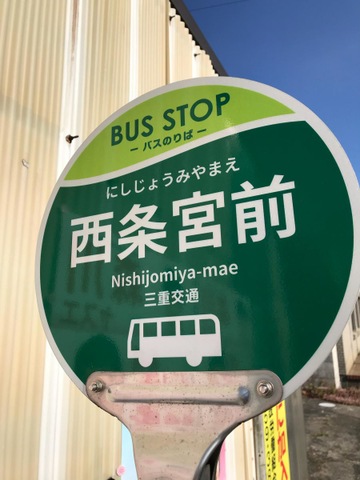 BUS STOP
ーバスのりばー
にしじょうみやまえ
西条宮前
Nishijomiya-mae
三重交通